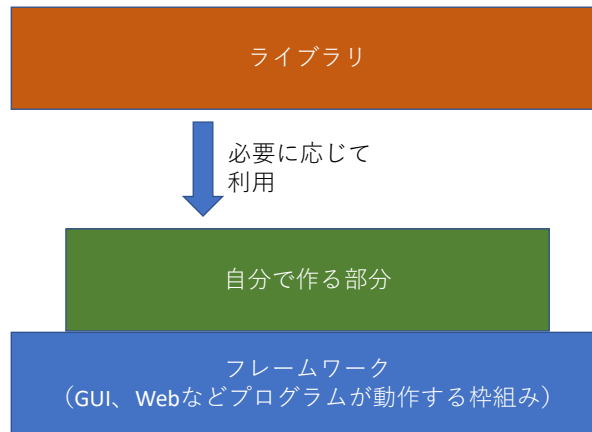 ライブラリ
必要に応じて
利用
自分で作る部分
フレームワーク
（GUI、Webなどプログラムが動作する枠組み）